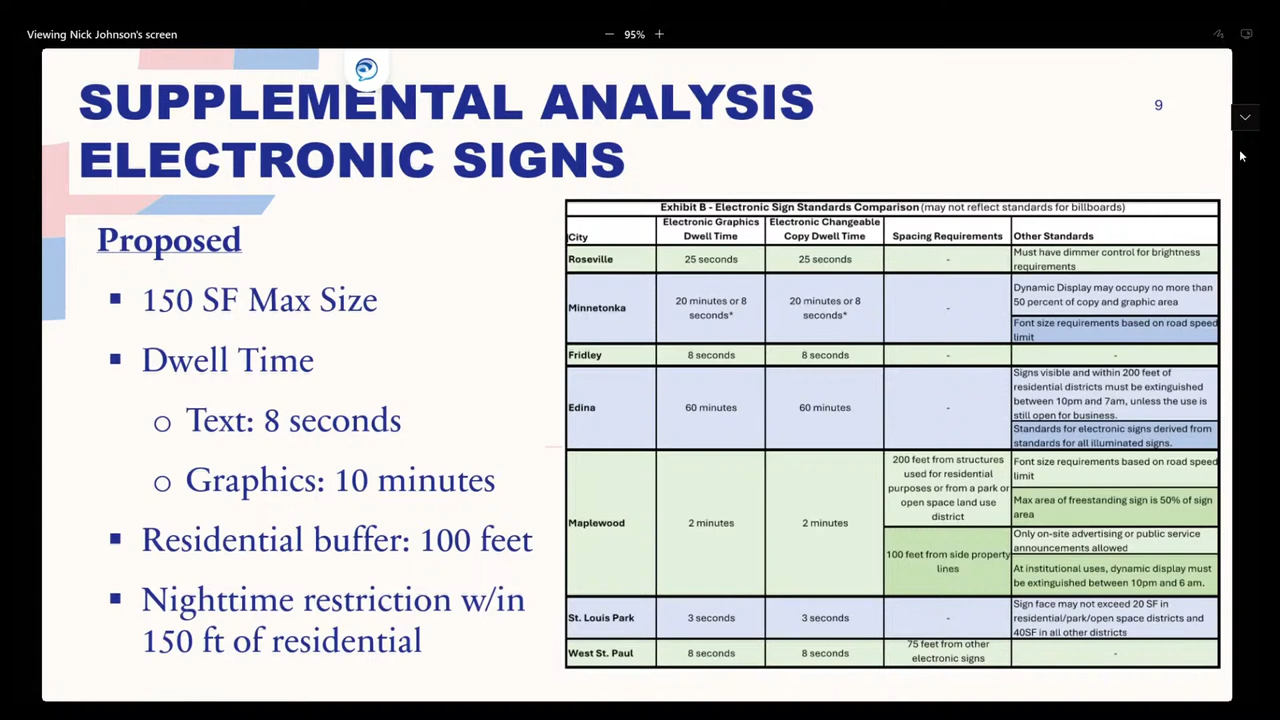 Viewing Nick Johnson's screen
95%
SUPPLEMENTAL ANALYSIS
ELECTRONIC SIGNS
9
Proposed
150 SF Max Size
Dwell Time
Text: 8 seconds
Graphics: 10 minutes
Residential buffer: 100 feet
Nighttime restriction w/in
150 ft of residential
Exhibit B - Electronic Sign Standards Comparison (may not reflect standards for billboards)
City
Electronic Graphics
Dwell Time
Electronic Changeable
Copy Dwell Time
Spacing Requirements
Other Standards
Roseville
25 seconds
25 seconds
-
Must have dimmer control for brightness
requirements
Minnetonka
20 minutes or 8
seconds*
20 minutes or 8
seconds*
-
Dynamic Display may occupy no more than
50 percent of copy and graphic area
Font size requirements based on road speed
limit
Fridley
8 seconds
8 seconds
-
-
Edina
60 minutes
60 minutes
-
Signs visible and within 200 feet of
residential districts must be extinguished
between 10pm and 7am, unless the use is
still open for business.
Standards for electronic signs derived from
standards for all illuminated signs.
Maplewood
2 minutes
2 minutes
200 feet from structures
used for residential
purposes or from a park or
open space land use
district
100 feet from side property
lines
Font size requirements based on road speed
limit
Max area of freestanding sign is 50% of sign
area
Only on-site advertising or public service
announcements allowed
At institutional uses, dynamic display must
be extinguished between 10pm and 6 am.
St. Louis Park
3 seconds
3 seconds
-
Sign face may not exceed 20 SF in
residential/park/open space districts and
40SF in all other districts
West St. Paul
8 seconds
8 seconds
75 feet from other
electronic signs
-